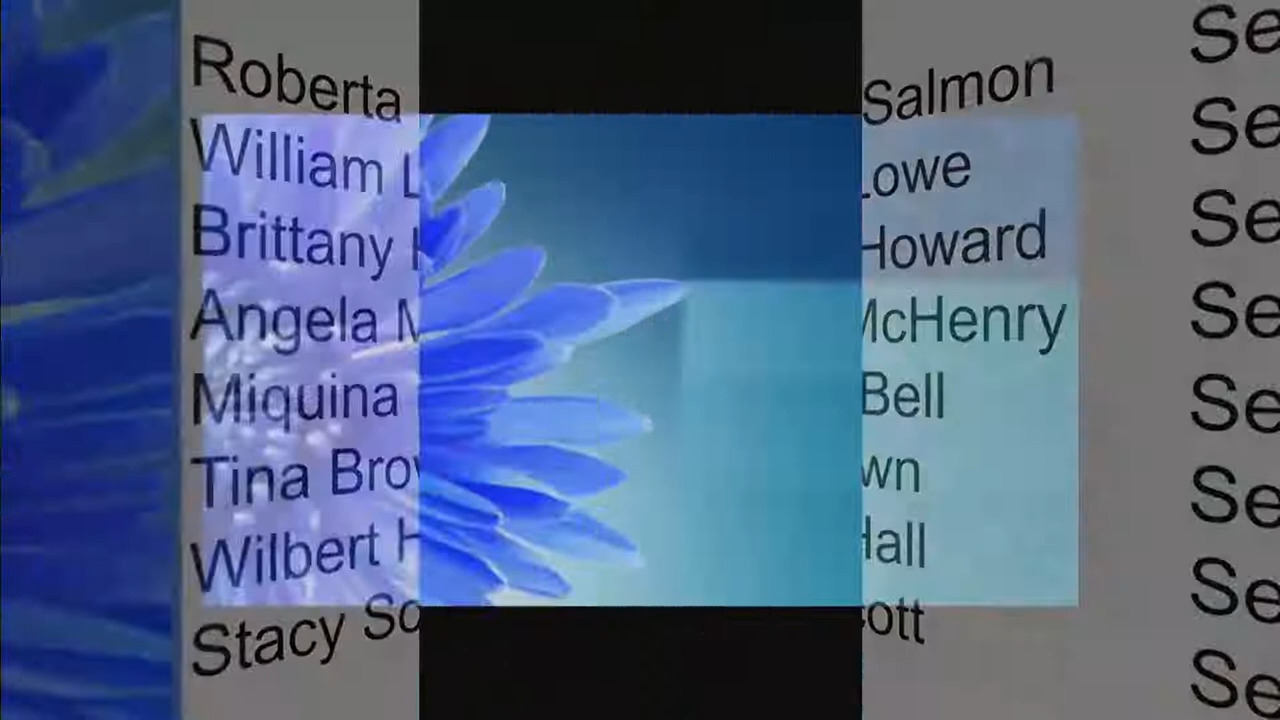 Roberta Salmon Se
William Lowe Se
Brittany Howard Se
Angela McHenry Se
Miquina Bell Se
Tina Brown Se
Wilbert Hall Se
Stacy Scott Se